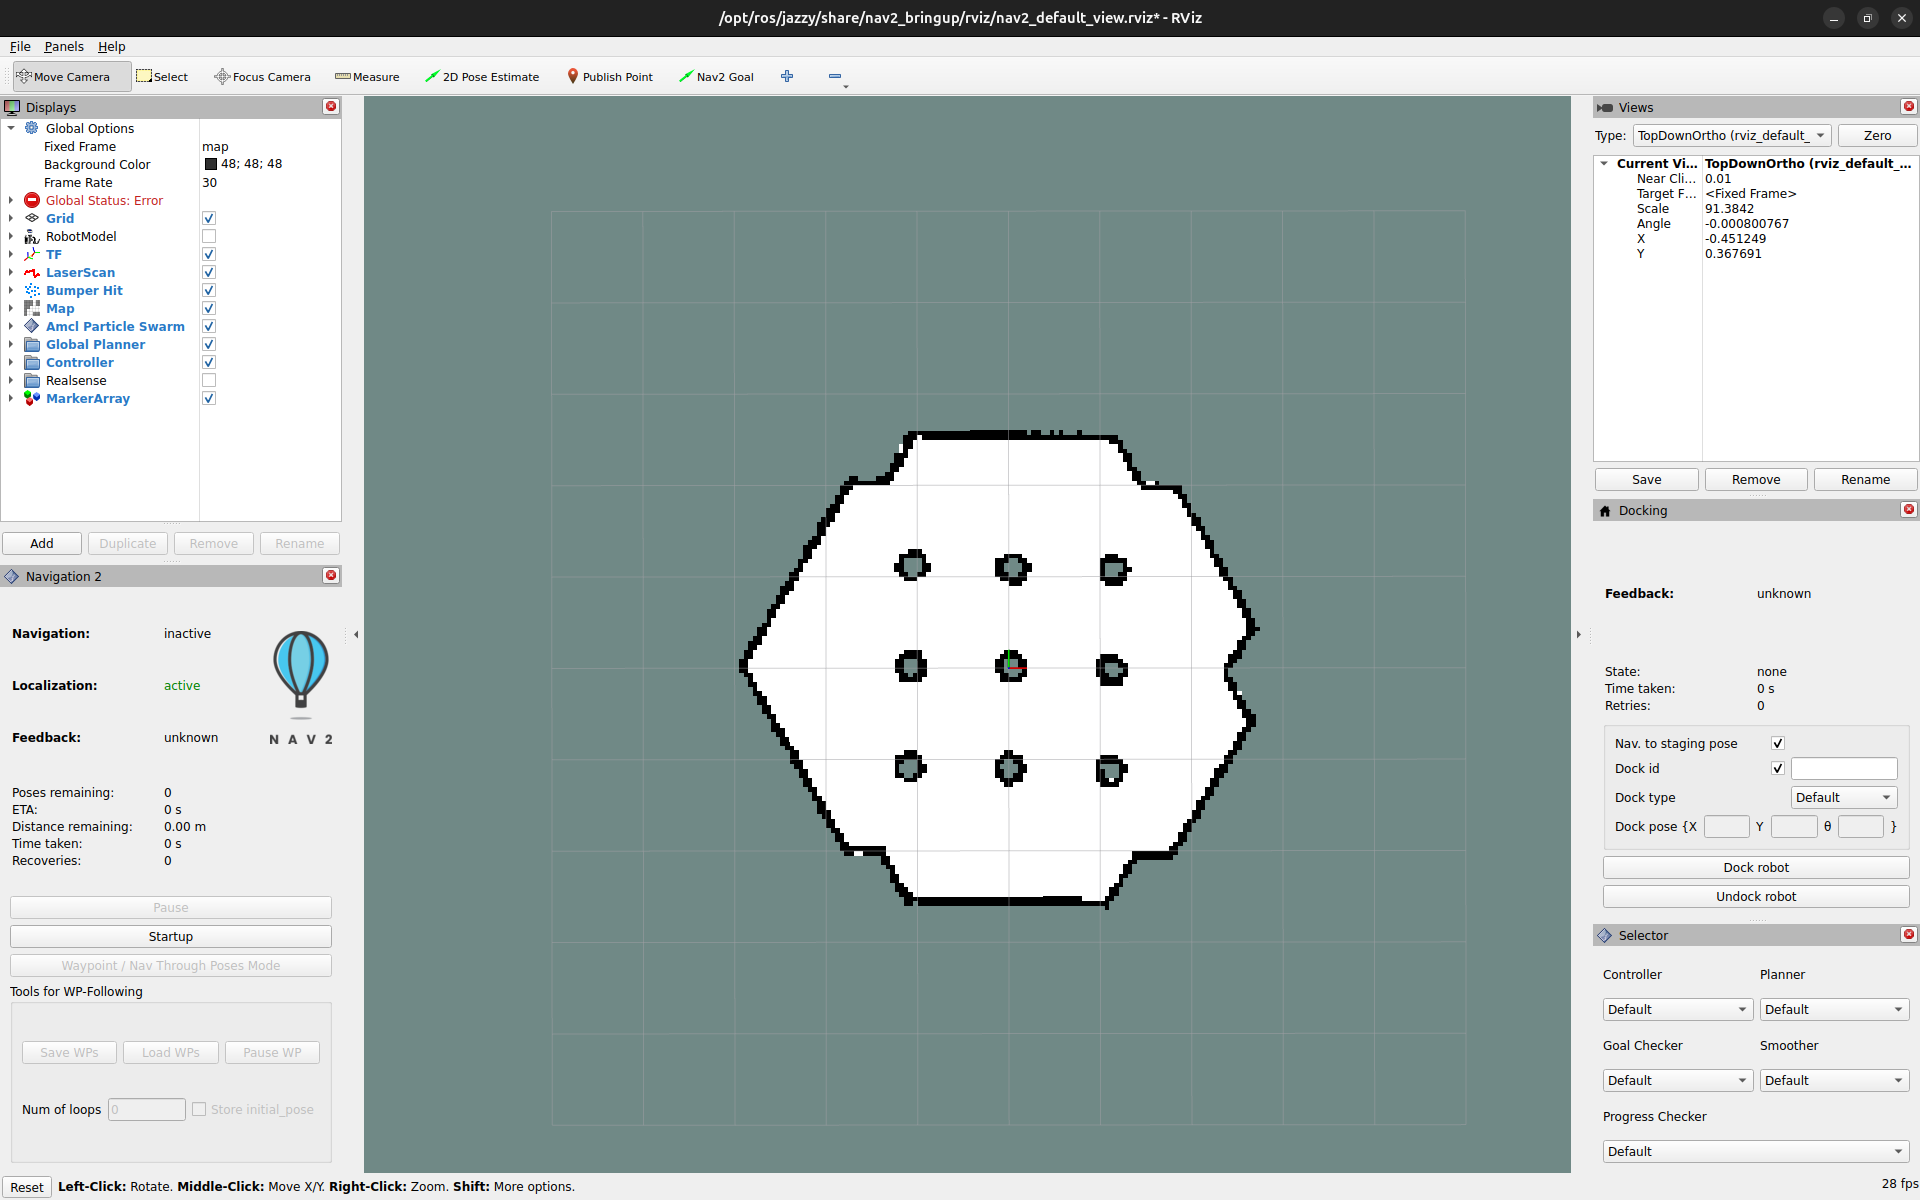 /opt/ros/jazzy/share/nav2_bringup/rviz/nav2_default_view.rviz* - RViz
File Panels Help
Move Camera Select Focus Camera Measure 2D Pose Estimate Publish Point Nav2 Goal
Displays
Global Options
Fixed Frame map
Background Color 48; 48; 48
Frame Rate 30
Global Status: Error
Grid
RobotModel
TF
LaserScan
Bumper Hit
Map
Amcl Particle Swarm
Global Planner
Controller
Realsense
MarkerArray
Add Duplicate Remove Rename
Navigation 2
Navigation: inactive
Localization: active
Feedback: unknown
NAV2
Poses remaining: 0
ETA: 0 s
Distance remaining: 0.00 m
Time taken: 0 s
Recoveries: 0
Pause
Startup
Waypoint / Nav Through Poses Mode
Tools for WP-Following
Save WPs Load WPs Pause WP
Num of loops 0 Store initial_pose
Reset Left-Click: Rotate. Middle-Click: Move X/Y. Right-Click: Zoom. Shift: More options.
Views
Type: TopDownOrtho (rviz_default_ Zero
Current Vi... TopDownOrtho (rviz_default_...
Near Cli... 0.01
Target F... <Fixed Frame>
Scale 91.3842
Angle -0.000800767
X -0.451249
Y 0.367691
Save Remove Rename
Docking
Feedback: unknown
State: none
Time taken: 0 s
Retries: 0
Nav. to staging pose
Dock id
Dock type Default
Dock pose {X Y θ }
Dock robot
Undock robot
Selector
Controller Planner
Default Default
Goal Checker Smoother
Default Default
Progress Checker
Default
28 fps